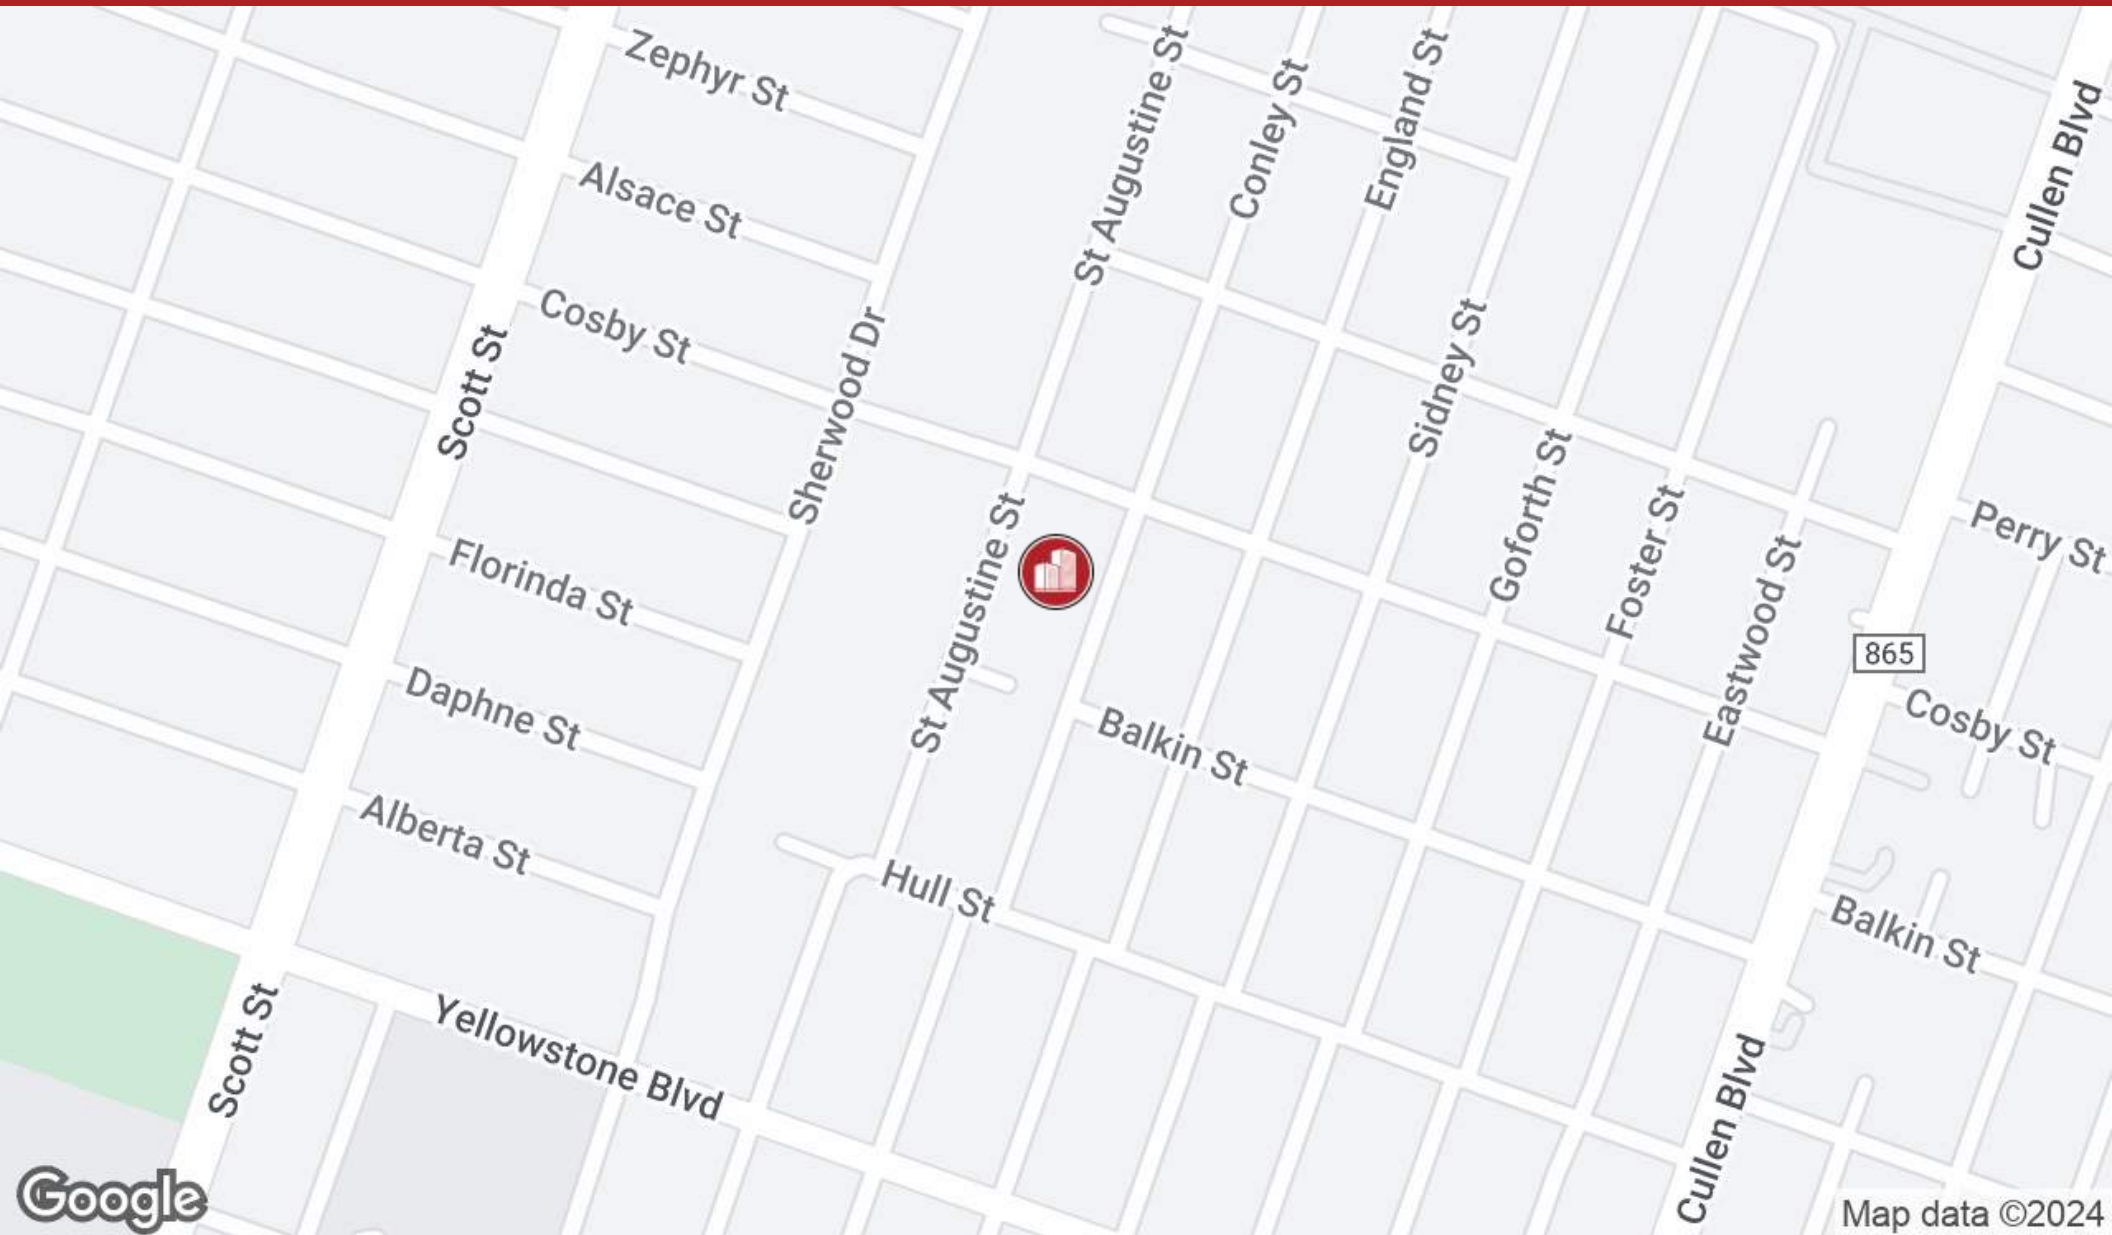 Zephyr St
St Augustine St
Conley St
England St
Cullen Blvd
Alsace St
Cosby St
Scott St
Sherwood Dr
Sidney St
Goforth St
Foster St
Eastwood St
Perry St
St Augustine St
Florinda St
865
Daphne St
Balkin St
Cosby St
Alberta St
Hull St
Balkin St
Scott St
Yellowstone Blvd
Cullen Blvd
Google
Map data ©2024